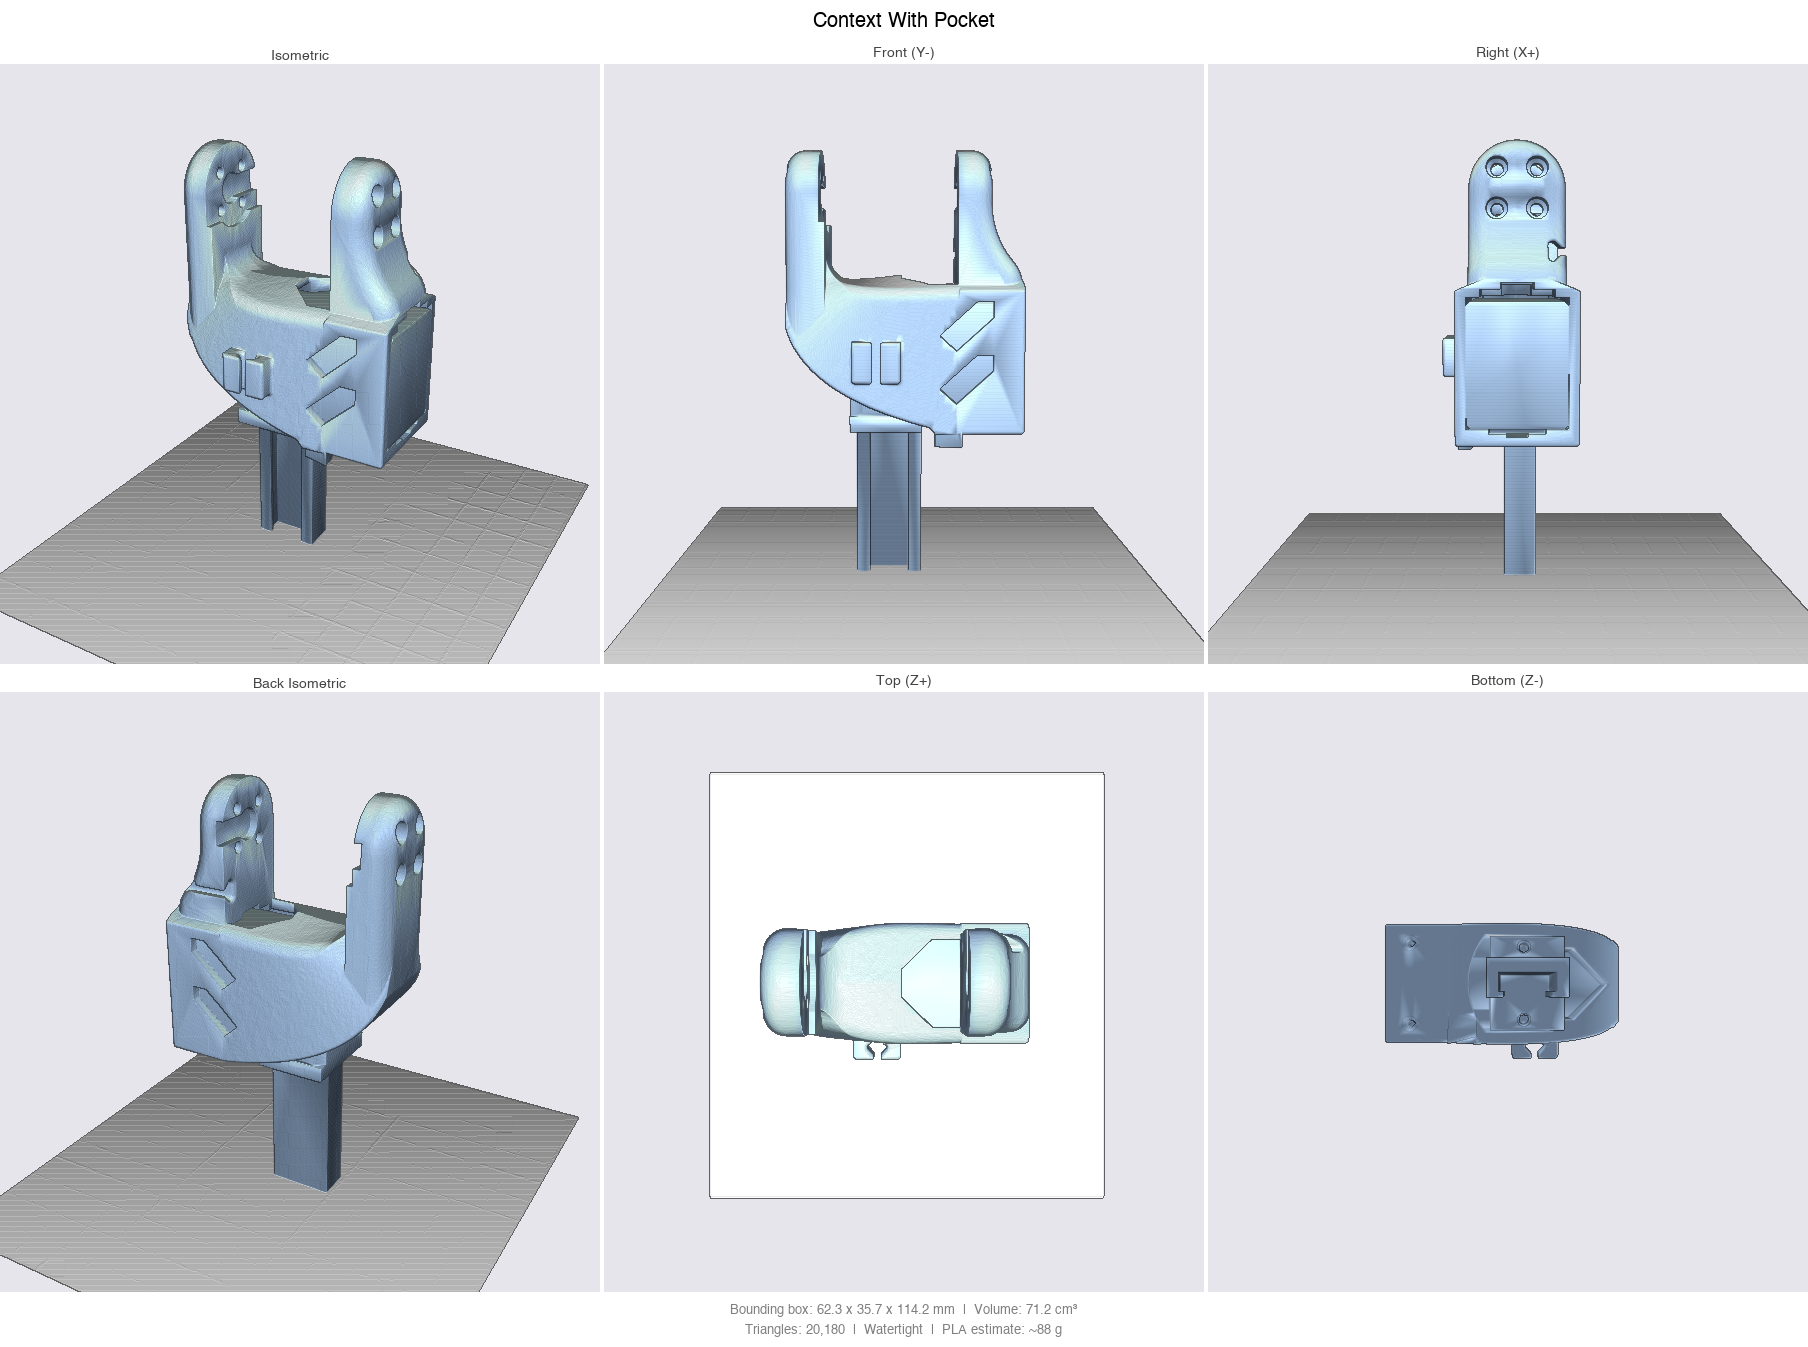 Context With Pocket
Isometric
Front (Y-)
Right (X+)
Back Isometric
Top (Z+)
Bottom (Z-)
Bounding box: 62.3 x 35.7 x 114.2 mm | Volume: 71.2 cm³
Triangles: 20,180 | Watertight | PLA estimate: ~88 g